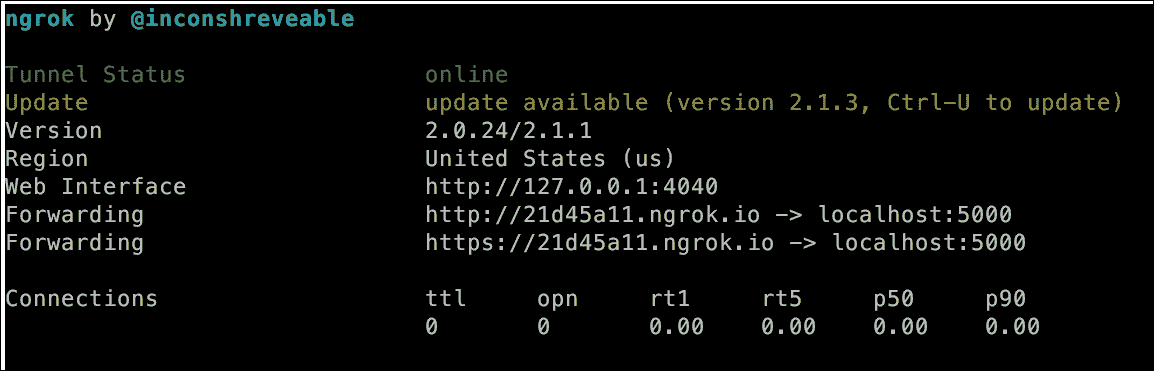 ngrok by @inconshreveable
Tunnel Status online
Update update available (version 2.1.3, Ctrl-U to update)
Version 2.0.24/2.1.1
Region United States (us)
Web Interface http://127.0.0.1:4040
Forwarding http://21d45a11.ngrok.io -> localhost:5000
Forwarding https://21d45a11.ngrok.io -> localhost:5000
Connections ttl opn rt1 rt5 p50 p90
0 0 0.00 0.00 0.00 0.00